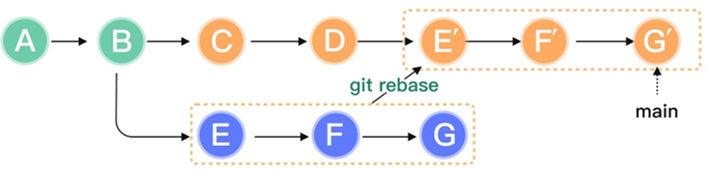 A B C D E′ F′ G′
git rebase
main
E F G